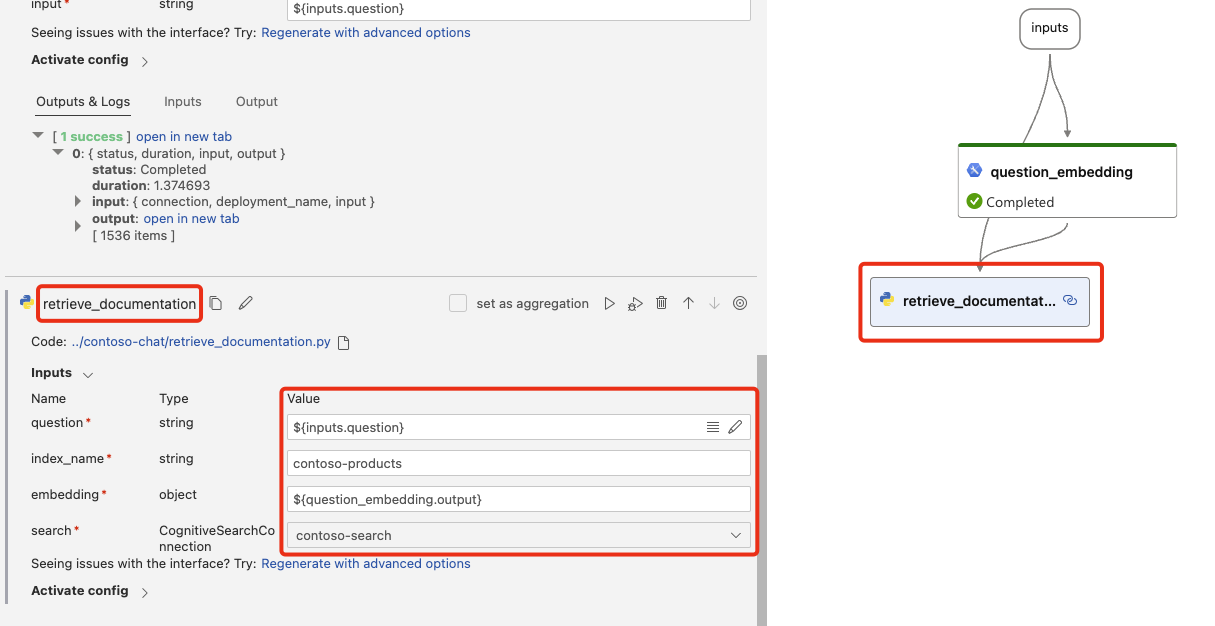 input *
string
${inputs.question}
Seeing issues with the interface? Try: Regenerate with advanced options
Activate config
Outputs & Logs
Inputs
Output
[ 1 success ] open in new tab
0: { status, duration, input, output }
status: Completed
duration: 1.374693
input: { connection, deployment_name, input }
output: open in new tab
[ 1536 items ]
retrieve_documentation
set as aggregation
Code: ../contoso-chat/retrieve_documentation.py
Inputs
Name
Type
Value
question *
string
${inputs.question}
index_name *
string
contoso-products
embedding *
object
${question_embedding.output}
search *
CognitiveSearchCo
nnection
contoso-search
Seeing issues with the interface? Try: Regenerate with advanced options
Activate config
inputs
question_embedding
Completed
retrieve_documentat...